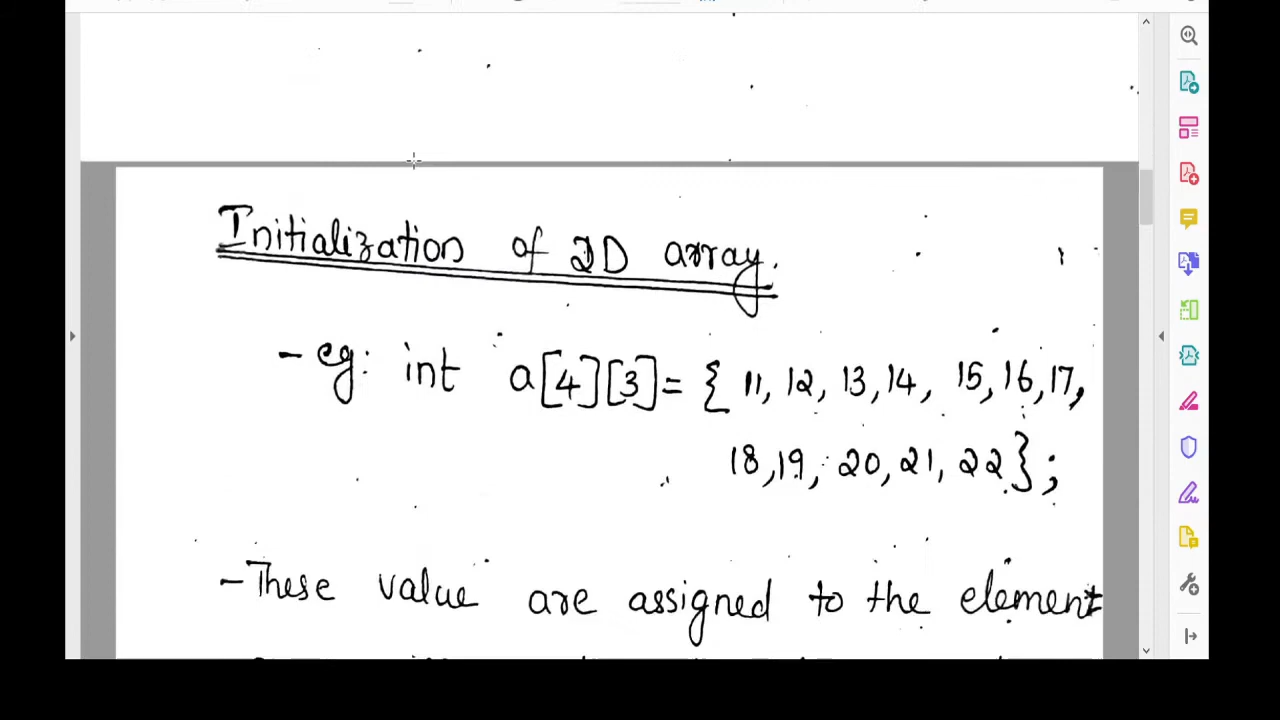 Initialization of 2D array.
- eg: int a[4][3] = { 11, 12, 13, 14, 15, 16, 17,
18, 19, 20, 21, 22 };
- These value are assigned to the element